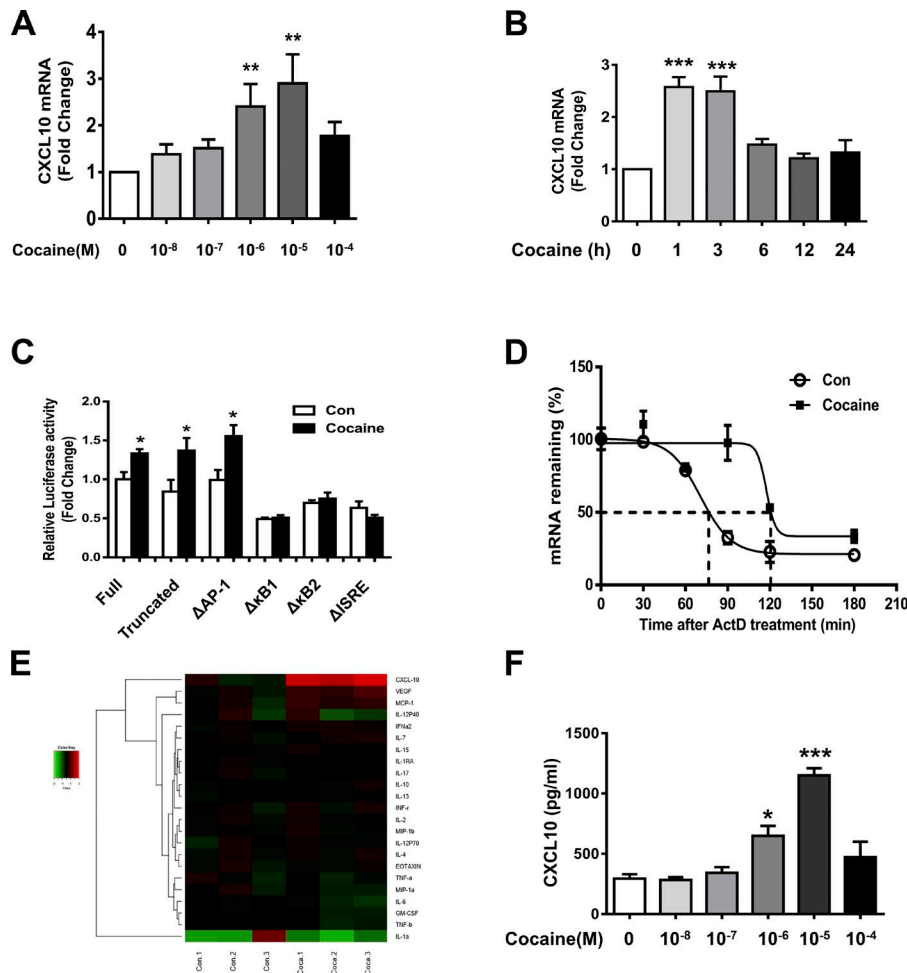 A
CXCL10 mRNA
(Fold Change)
4
3
2
1
0
** **
Cocaine(M) 0 10-8 10-7 10-6 10-5 10-4
B
CXCL10 mRNA
(Fold Change)
3
2
1
0
*** ***
Cocaine (h) 0 1 3 6 12 24
C
Relative Luciferase activity
(Fold Change)
2.0
1.5
1.0
0.5
0.0
* * *
Con
Cocaine
Full Truncated ΔAP-1 ΔκB1 ΔκB2 ΔISRE
D
mRNA remaining (%)
150
100
50
0
Con
Cocaine
0 30 60 90 120 150 180 210
Time after ActD treatment (min)
E
Color Key
Value
CXCL-10
VEGF
MCP-1
IL-12P40
IFNa2
IL-7
IL-15
IL-1RA
IL-17
IL-10
IL-13
INF-r
IL-2
MIP-1b
IL-12P70
IL-4
EOTAXIN
TNF-a
MIP-1a
IL-6
GM-CSF
TNF-b
IL-1a
Con.1 Con.2 Con.3 Coca.1 Coca.2 Coca.3
F
CXCL10 (pg/ml)
1500
1000
500
0
* ***
Cocaine(M) 0 10-8 10-7 10-6 10-5 10-4